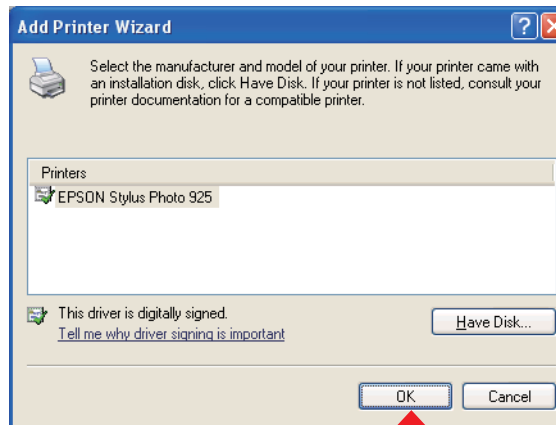 Add Printer Wizard
Select the manufacturer and model of your printer. If your printer came with
an installation disk, click Have Disk. If your printer is not listed, consult your
printer documentation for a compatible printer.
Printers
EPSON Stylus Photo 925
This driver is digitally signed.
Tell me why driver signing is important
Have Disk...
OK
Cancel